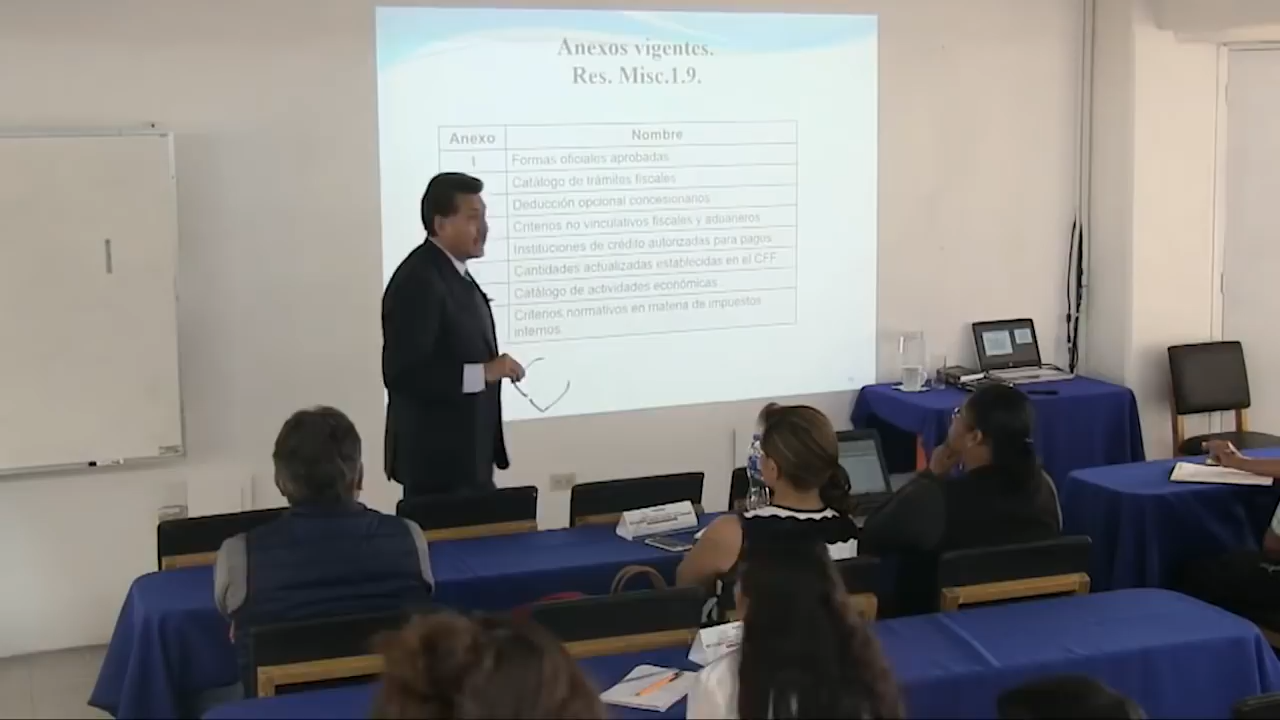 Anexos vigentes.
Res. Misc.1.9.
Anexo Nombre
1 Formas oficiales aprobadas
Catálogo de trámites fiscales
Deducción opcional concesionarios
Criterios no vinculativos fiscales y aduaneros
Instituciones de crédito autorizadas para pagos
Cantidades actualizadas establecidas en el CFF
Catálogo de actividades económicas
Criterios normativos en materia de impuestos
internos